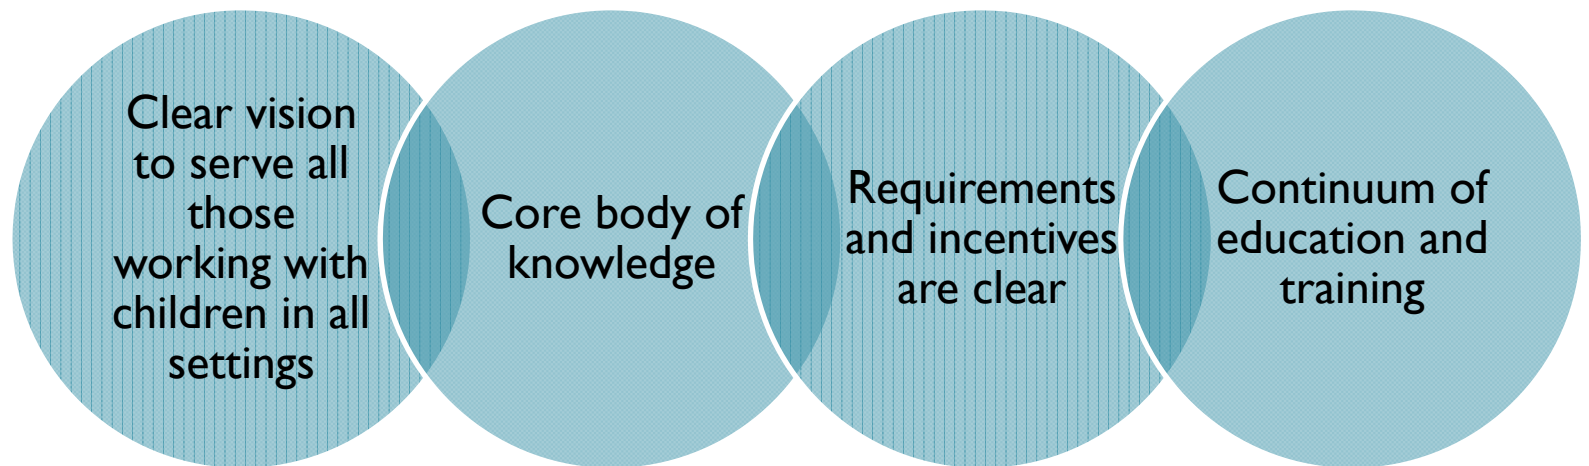 Clear vision
to serve all
those
working with
children in all
settings
Core body of
knowledge
Requirements
and incentives
are clear
Continuum of
education and
training